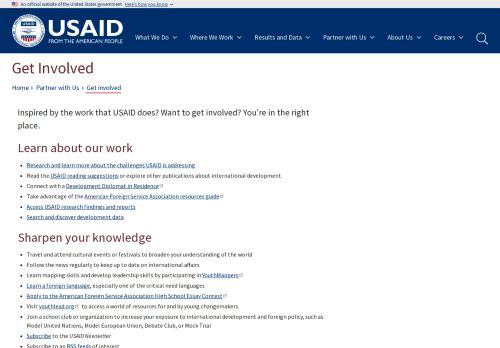 An official website of the United States government Here's how you know
USAID
FROM THE AMERICAN PEOPLE
What We Do Where We Work Results and Data Partner with Us About Us Careers
Get Involved
Home › Partner with Us › Get involved
Inspired by the work that USAID does? Want to get involved? You're in the right
place.
Learn about our work
Research and learn more about the challenges USAID is addressing
Read the USAID reading suggestions or explore other publications about international development
Connect with a Development Diplomat in Residence
Take advantage of the American Foreign Service Association resources guide
Access USAID research findings and reports
Search and discover development data
Sharpen your knowledge
Travel and attend cultural events or festivals to broaden your understanding of the world
Follow the news regularly to keep up to date on international affairs
Learn mapping skills and develop leadership skills by participating in YouthMappers
Learn a foreign language, especially one of the critical need languages
Apply to the American Foreign Service Association High School Essay Contest
Visit youthlead.org to access a world of resources for and by young changemakers
Join a school club or organization to increase your exposure to international development and foreign policy, such as
Model United Nations, Model European Union, Debate Club, or Mock Trial
Subscribe to the USAID Newsletter
Subscribe to an RSS feeds of interest